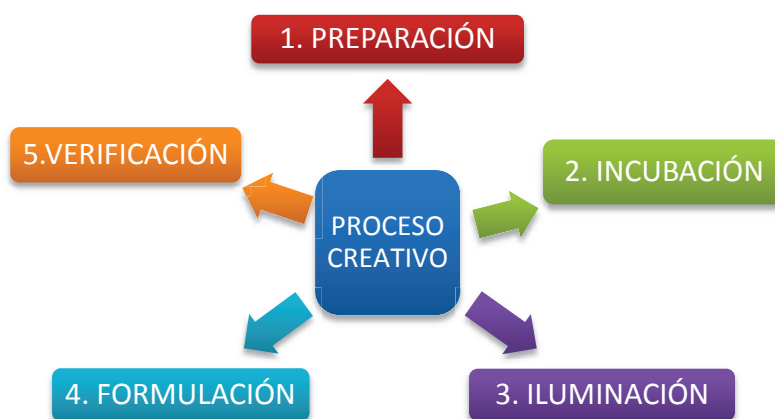 1. PREPARACIÓN
5.VERIFICACIÓN
2. INCUBACIÓN
PROCESO
CREATIVO
4. FORMULACIÓN
3. ILUMINACIÓN